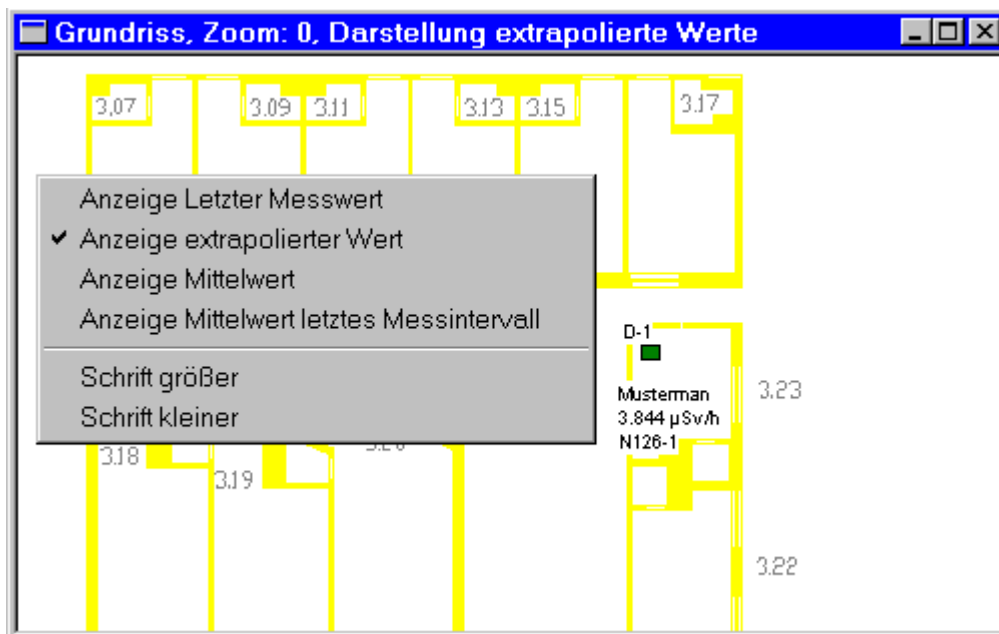 Grundriss, Zoom: 0, Darstellung extrapolierte Werte
3.07 3.09 3.11 3.13 3.15 3.17
Anzeige Letzter Messwert
Anzeige extrapolierter Wert
Anzeige Mittelwert
Anzeige Mittelwert letztes Messintervall
Schrift größer
Schrift kleiner
D-1
Musterman
3.844 µSv/h
N126-1
3.23
3.18
3.19
3.22